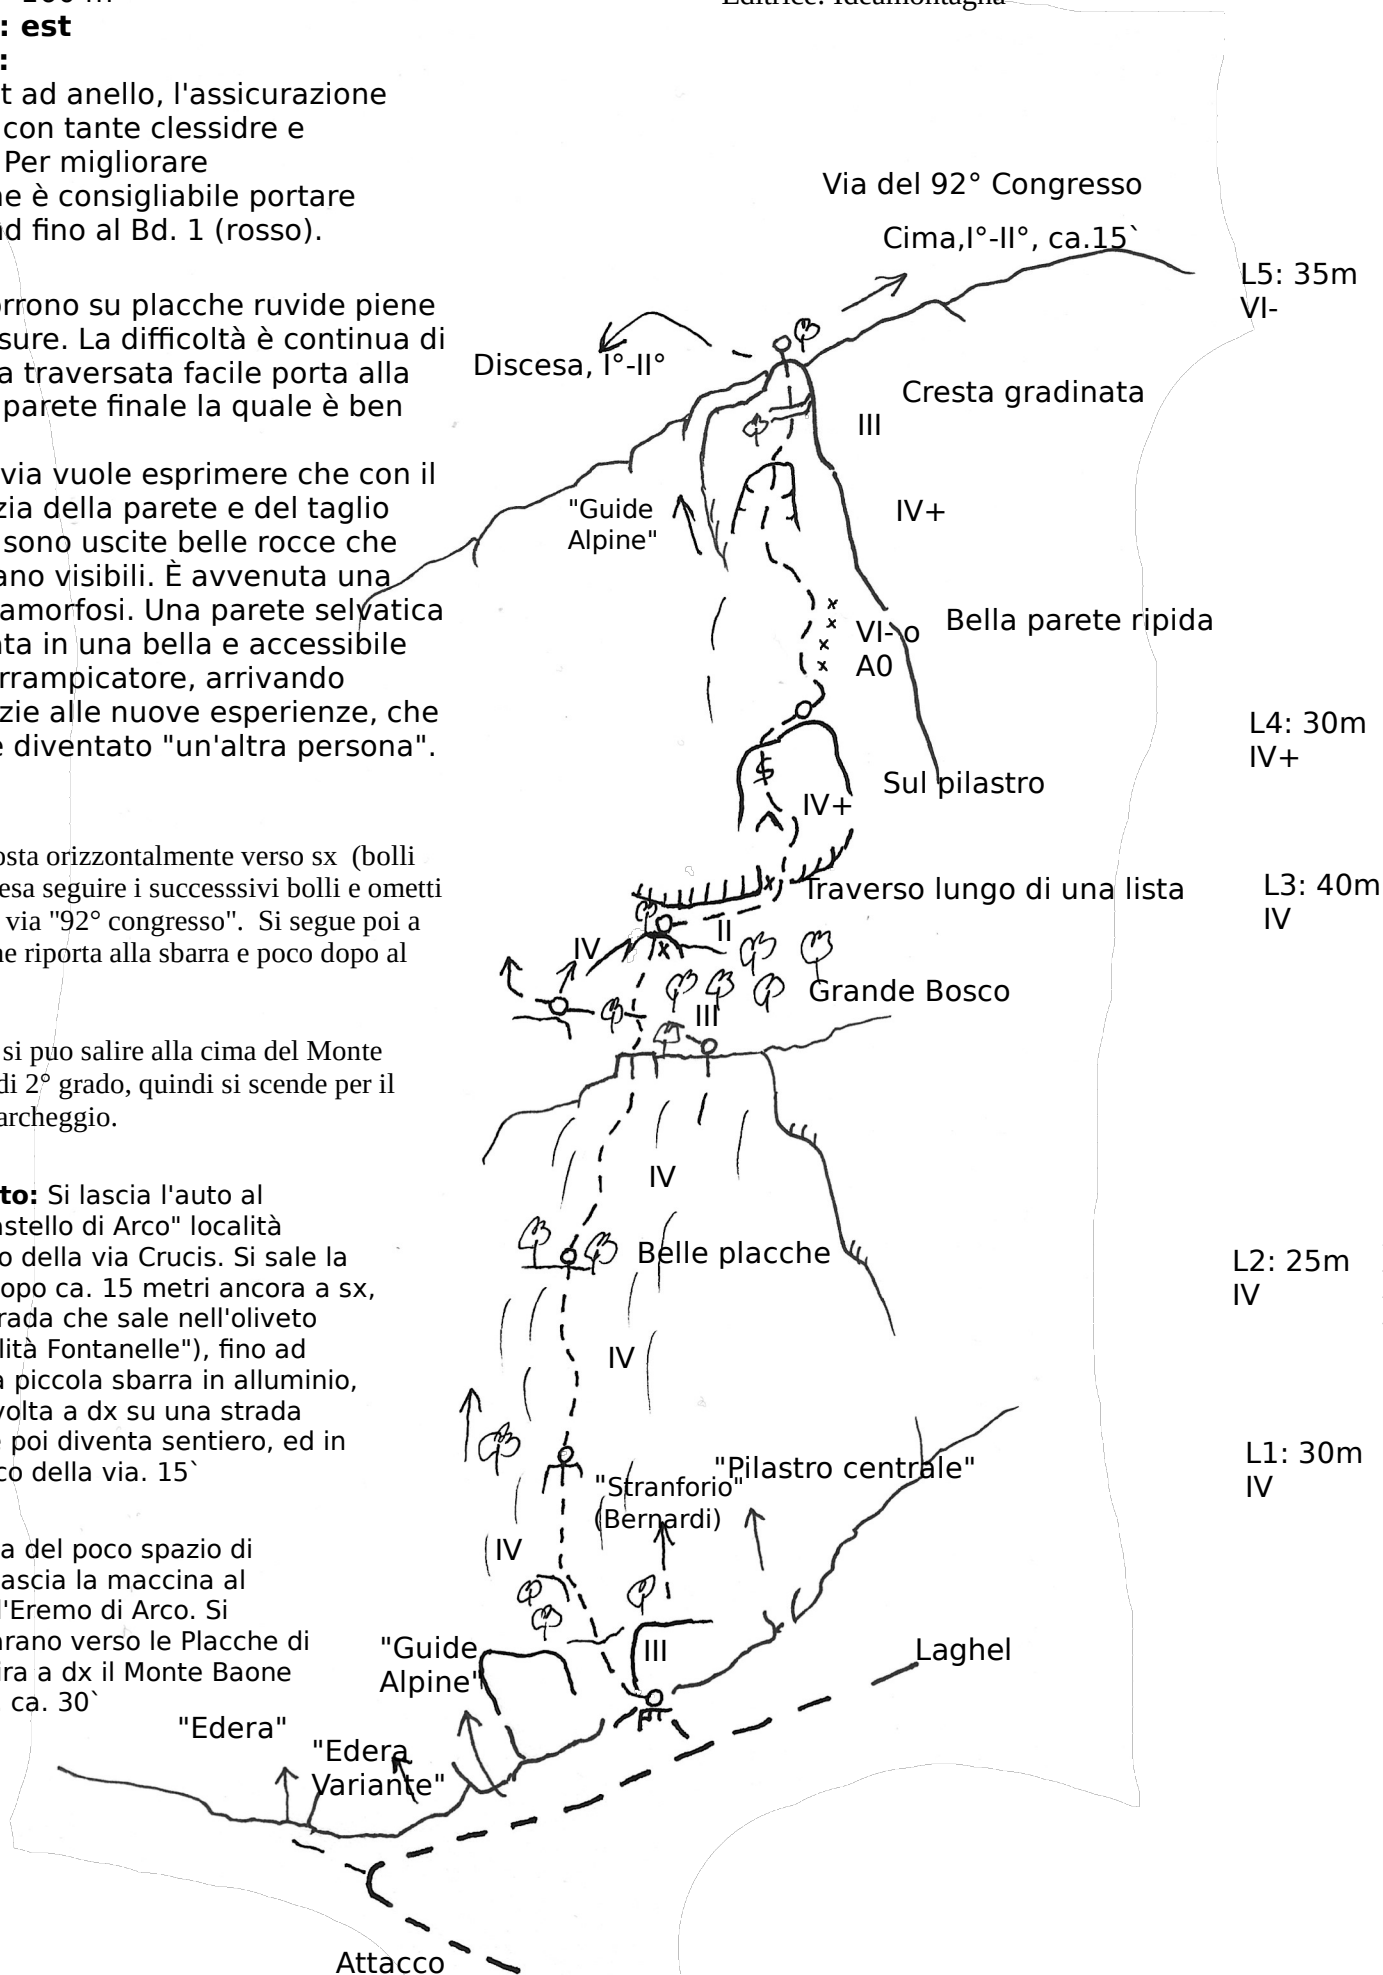 : est
:
t ad anello, l'assicurazione
con tante clessidre e
Per migliorare
ne è consigliabile portare
nd fino al Bd. 1 (rosso).
orrono su placche ruvide piene
sure. La difficoltà è continua di
a traversata facile porta alla
parete finale la quale è ben
via vuole esprimere che con il
zia della parete e del taglio
sono uscite belle rocce che
ano visibili. È avvenuta una
amorfosi. Una parete selvatica
ata in una bella e accessibile
rrampicatore, arrivando
zie alle nuove esperienze, che
e diventato "un'altra persona".
osta orizzontalmente verso sx (bolli
esa seguire i successsivi bolli e ometti
via "92° congresso". Si segue poi a
he riporta alla sbarra e poco dopo al
si puo salire alla cima del Monte
di 2° grado, quindi si scende per il
archeggio.
to: Si lascia l'auto al
astello di Arco" località
o della via Crucis. Si sale la
opo ca. 15 metri ancora a sx,
rada che sale nell'oliveto
lità Fontanelle"), fino ad
a piccola sbarra in alluminio,
volta a dx su una strada
e poi diventa sentiero, ed in
co della via. 15`
a del poco spazio di
ascia la maccina al
l'Eremo di Arco. Si
arano verso le Placche di
ira a dx il Monte Baone
ca. 30`
Editrice: Ideamontagna
Via del 92° Congresso
Cima,I°-II°, ca.15`
L5: 35m
VI-
Discesa, I°-II°
Cresta gradinata
III
"Guide
Alpine"
IV+
VI- o
A0
Bella parete ripida
L4: 30m
IV+
Sul pilastro
IV+
Traverso lungo di una lista
L3: 40m
IV
II
IV
Grande Bosco
III
IV
Belle placche
L2: 25m
IV
IV
"Pilastro centrale"
"Stranforio"
(Bernardi)
L1: 30m
IV
IV
"Guide
Alpine"
III
Laghel
"Edera"
"Edera
Variante"
Attacco